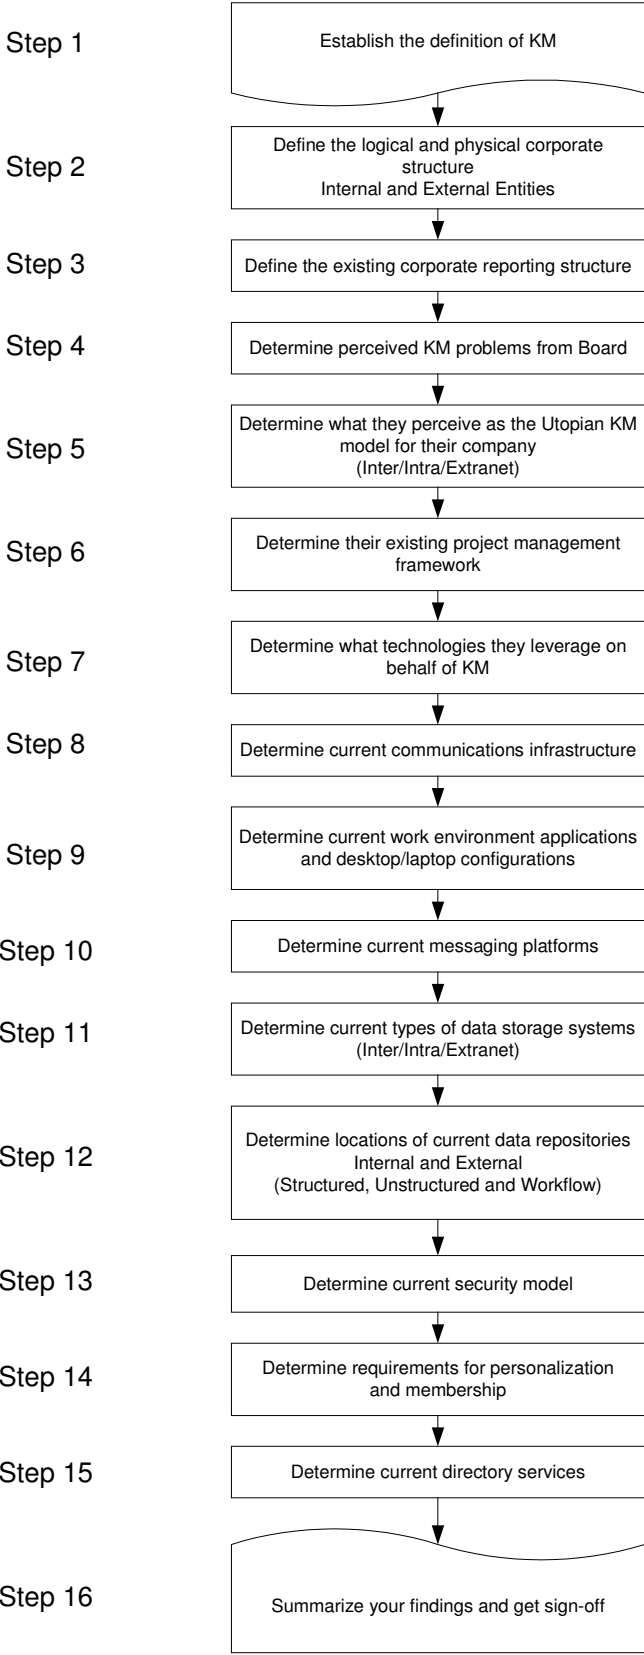 Step 1
Establish the definition of KM
Step 2
Define the logical and physical corporate
structure
Internal and External Entities
Step 3
Define the existing corporate reporting structure
Step 4
Determine perceived KM problems from Board
Step 5
Determine what they perceive as the Utopian KM
model for their company
(Inter/Intra/Extranet)
Step 6
Determine their existing project management
framework
Step 7
Determine what technologies they leverage on
behalf of KM
Step 8
Determine current communications infrastructure
Step 9
Determine current work environment applications
and desktop/laptop configurations
Step 10
Determine current messaging platforms
Step 11
Determine current types of data storage systems
(Inter/Intra/Extranet)
Step 12
Determine locations of current data repositories
Internal and External
(Structured, Unstructured and Workflow)
Step 13
Determine current security model
Step 14
Determine requirements for personalization
and membership
Step 15
Determine current directory services
Step 16
Summarize your findings and get sign-off